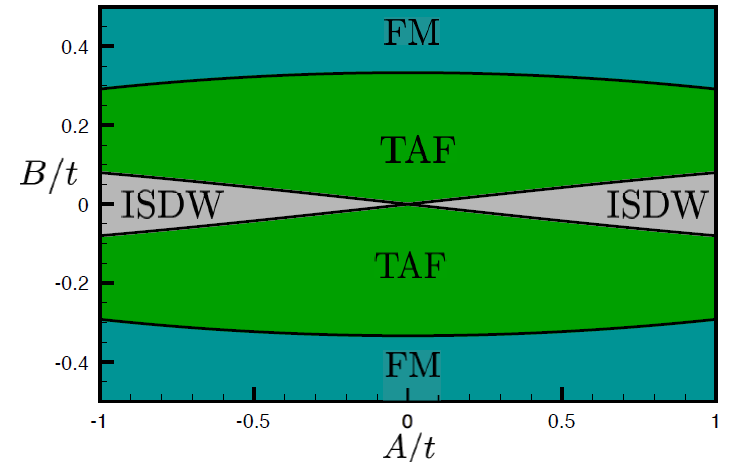 FM
0.4
0.2
TAF
B/t
ISDW
0
ISDW
TAF
-0.2
-0.4
FM
-1
-0.5
0
0.5
1
A/t